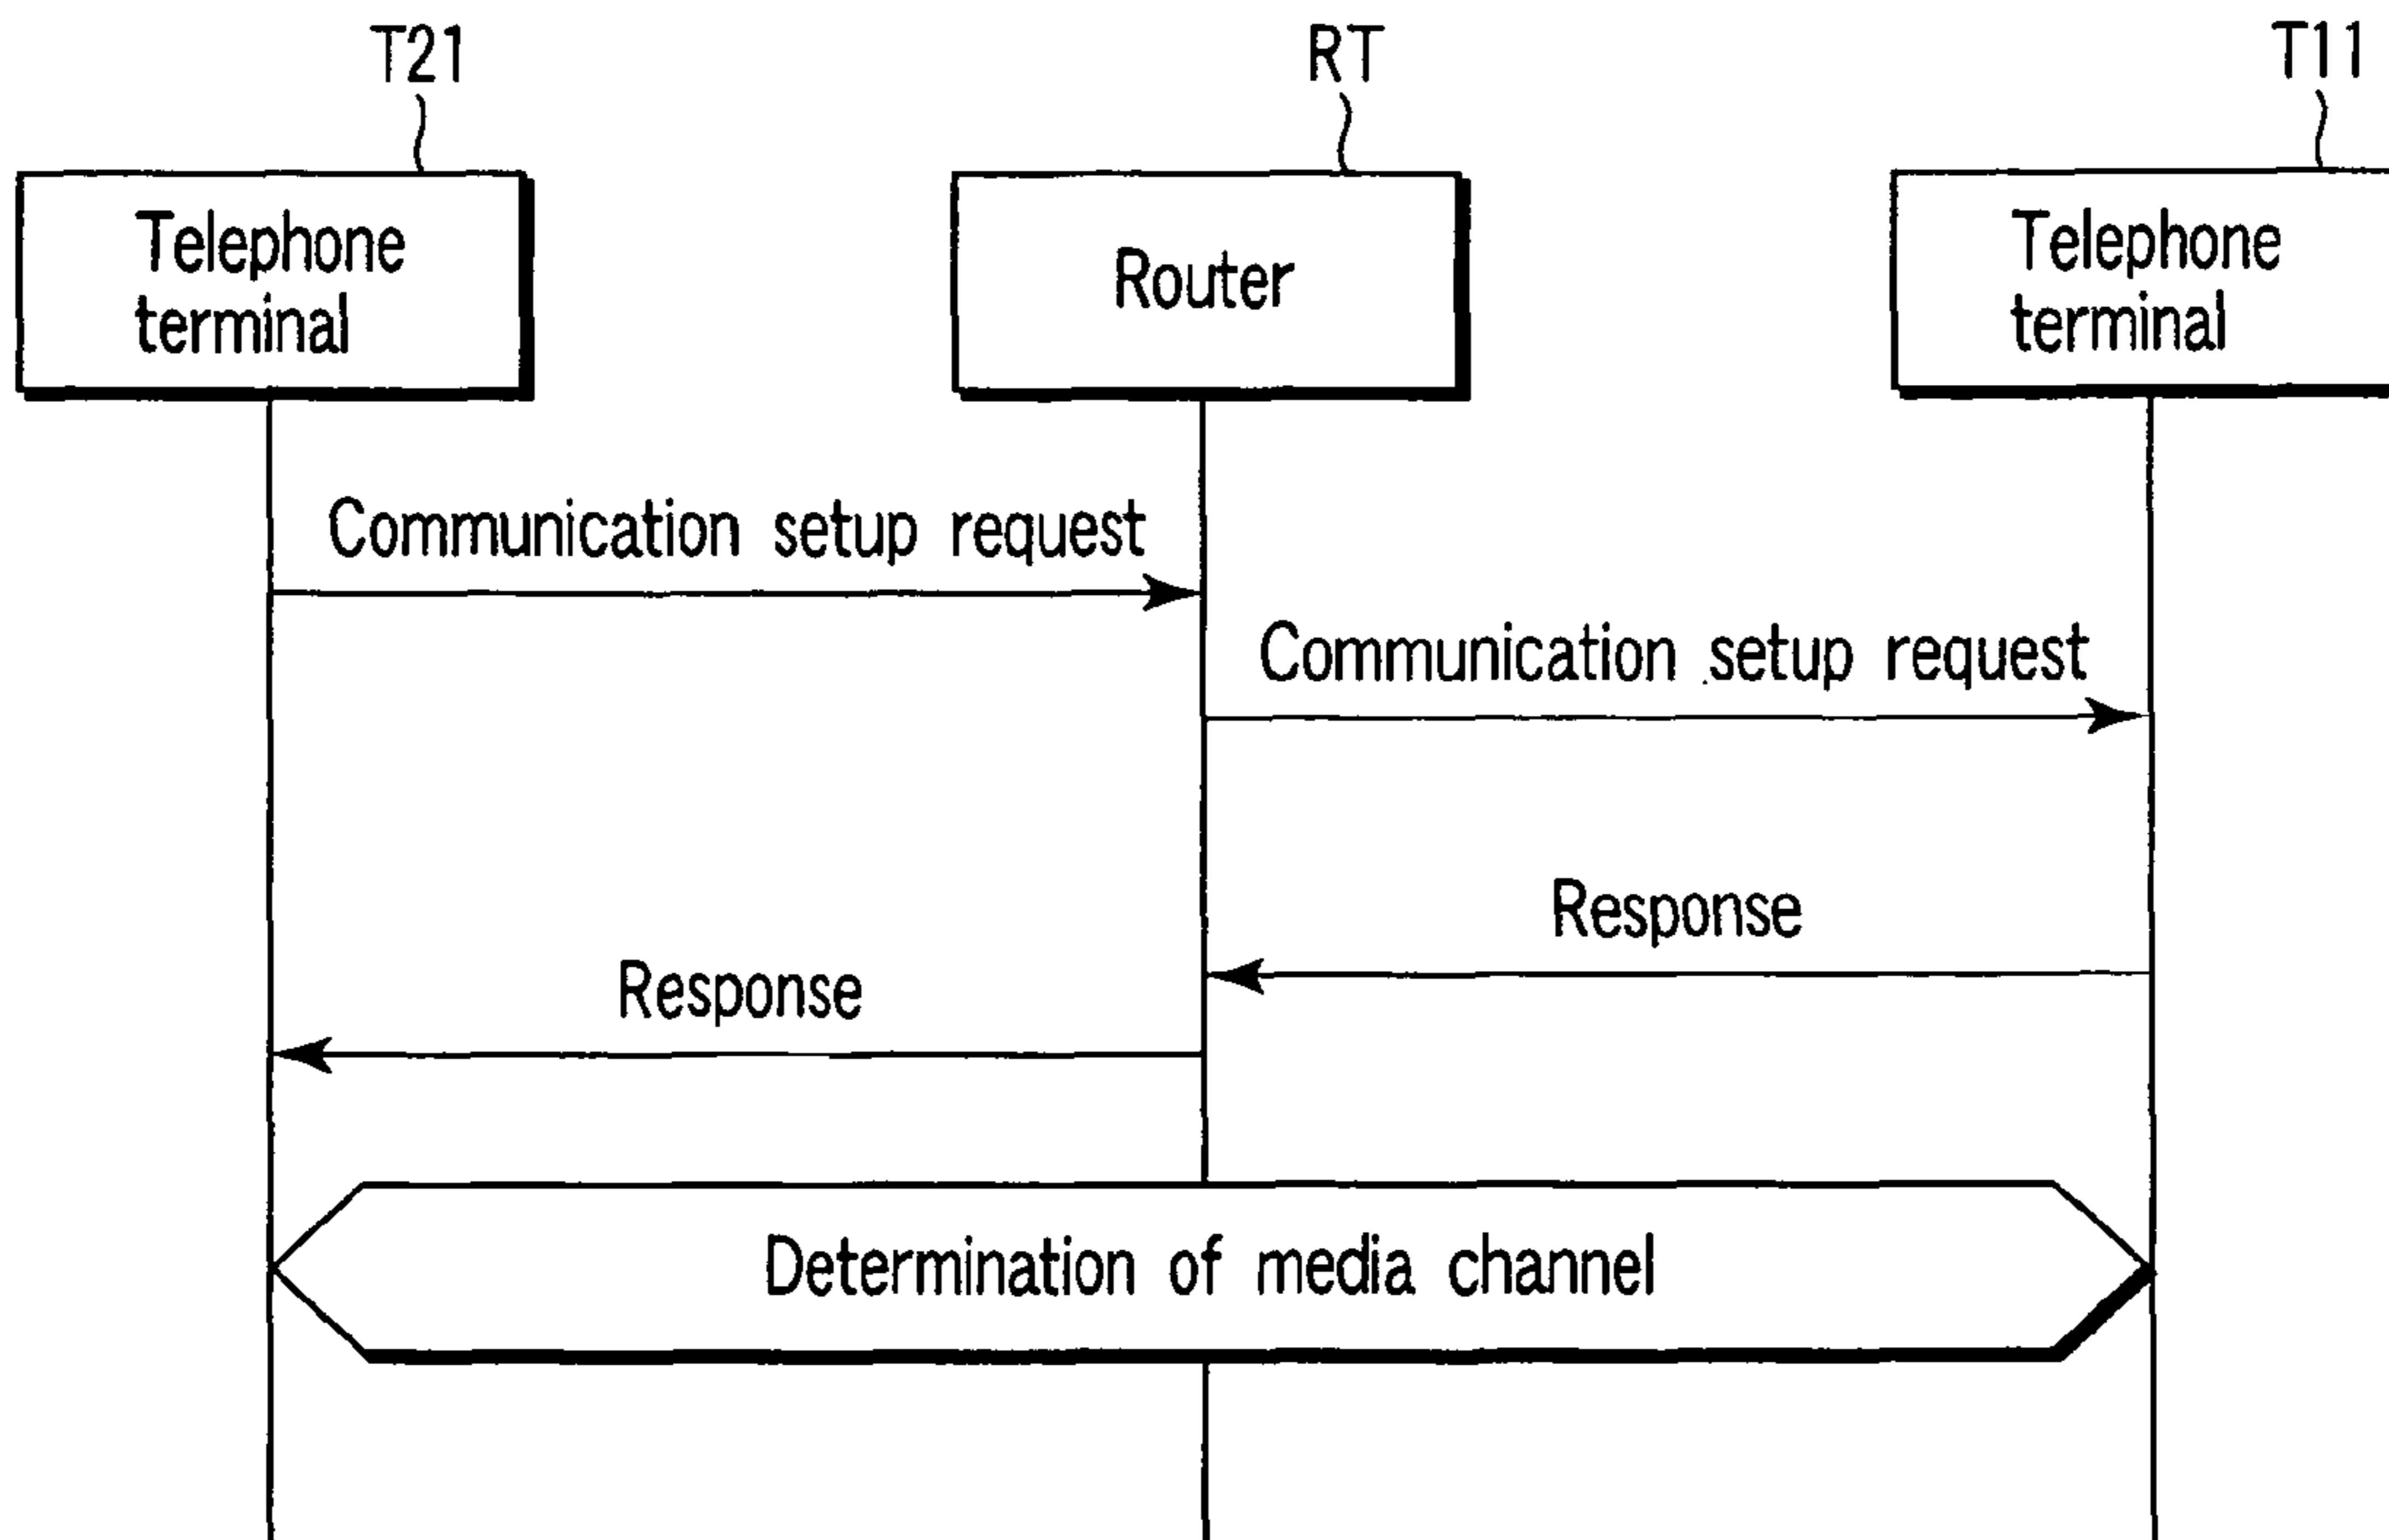 T21
RT
T11
Telephone
terminal
Router
Telephone
terminal
Communication setup request
Communication setup request
Response
Response
Determination of media channel